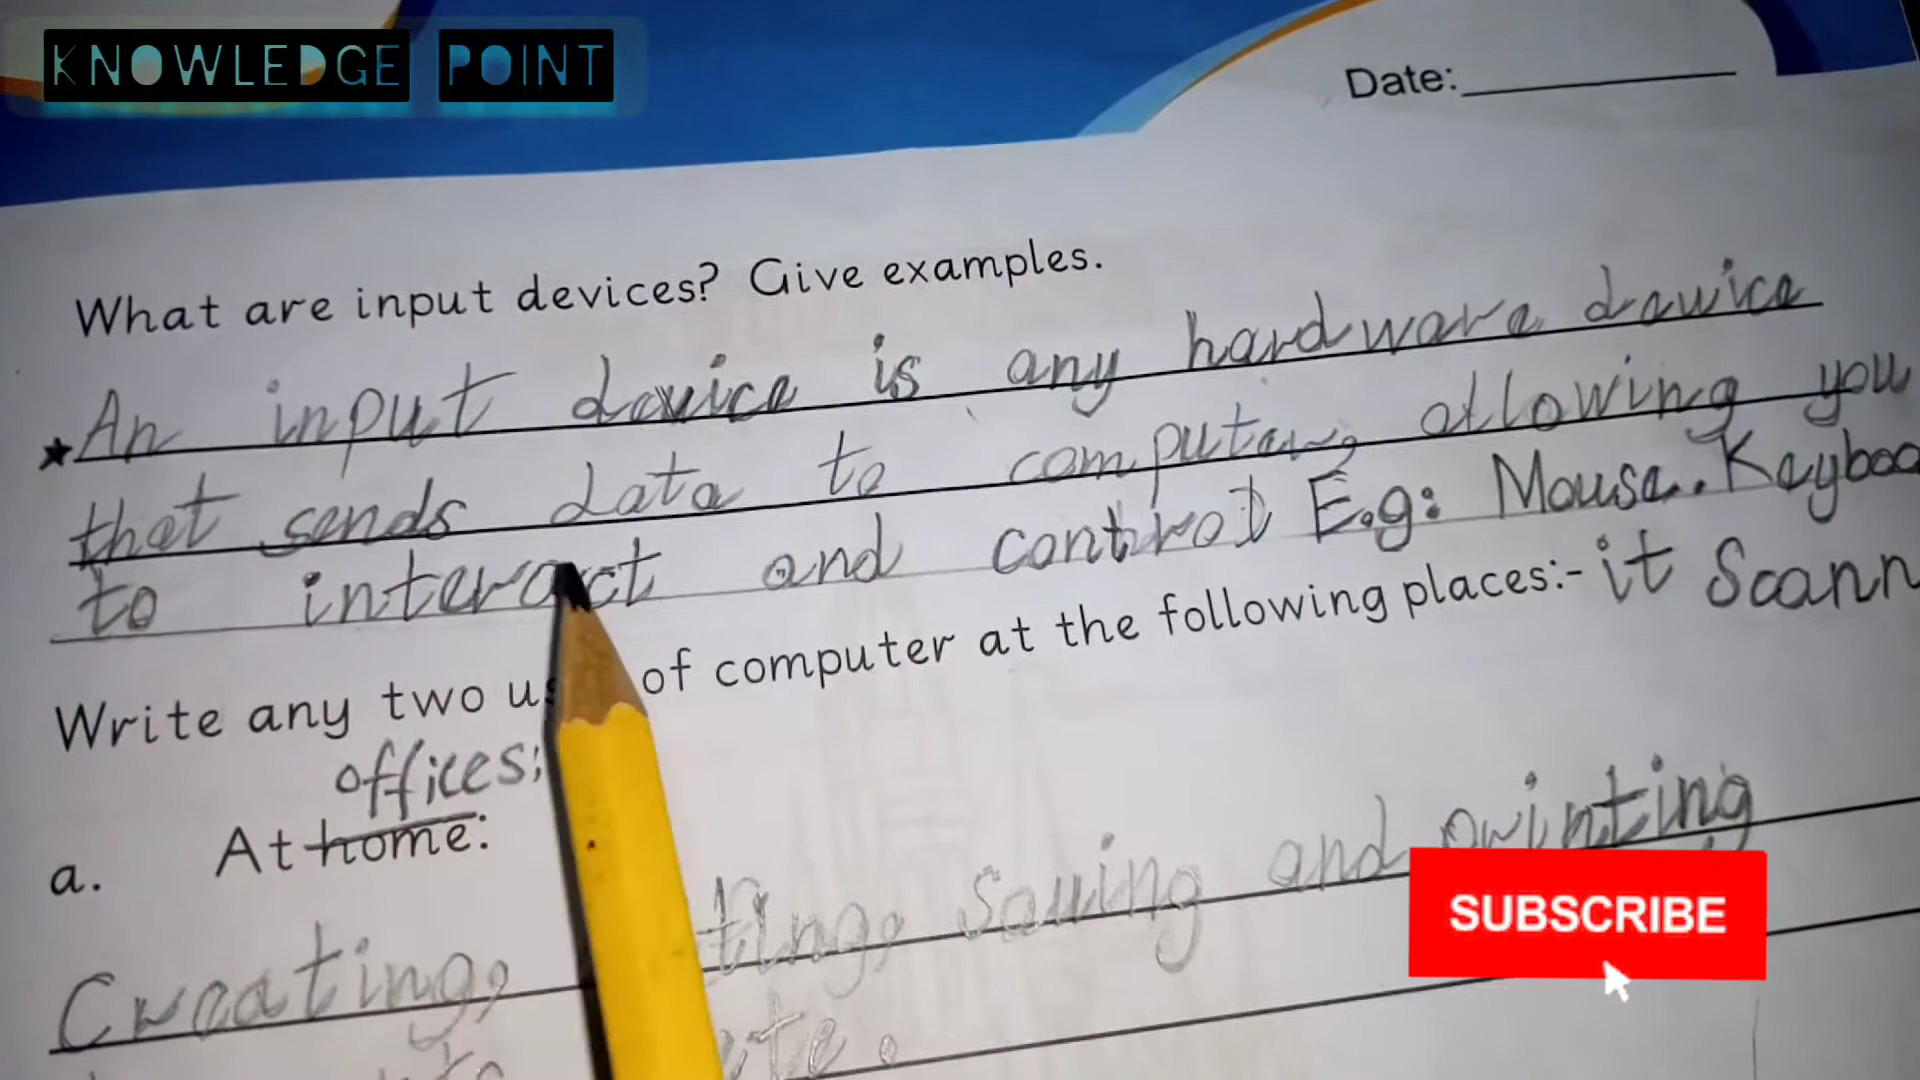 KNOWLEDGE POINT
Date:
What are input devices? Give examples.
An input device is any hardware device
that sends data to computer, allowing you
to interact and control E.g: Mouse. Keyboa
it Scann
Write any two of computer at the following places:-
offices:
a. At home:
Creating, ting, saving and printing
SUBSCRIBE